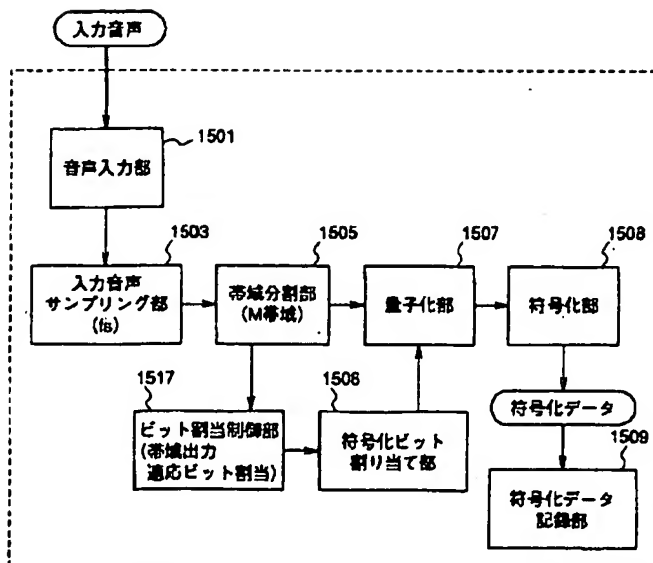 入力音声
1501
音声入力部
1503
入力音声
サンプリング部
(fs)
1505
帯域分割部
(M帯域)
1507
量子化部
1508
符号化部
1517
ビット割当制御部
(帯域出力
適応ビット割当)
1506
符号化ビット
割り当て部
符号化データ
1509
符号化データ
記録部